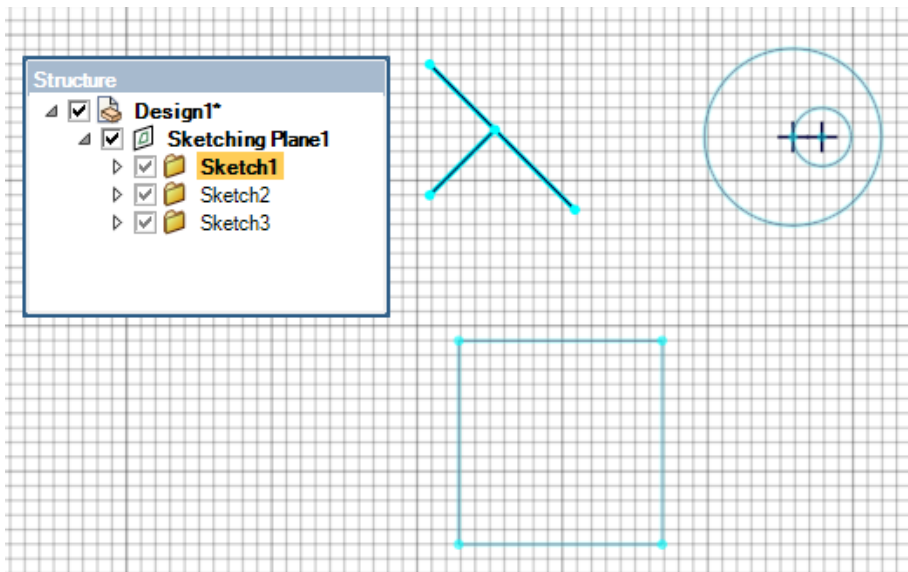 Structure
Design1*
Sketching Plane1
Sketch1
Sketch2
Sketch3